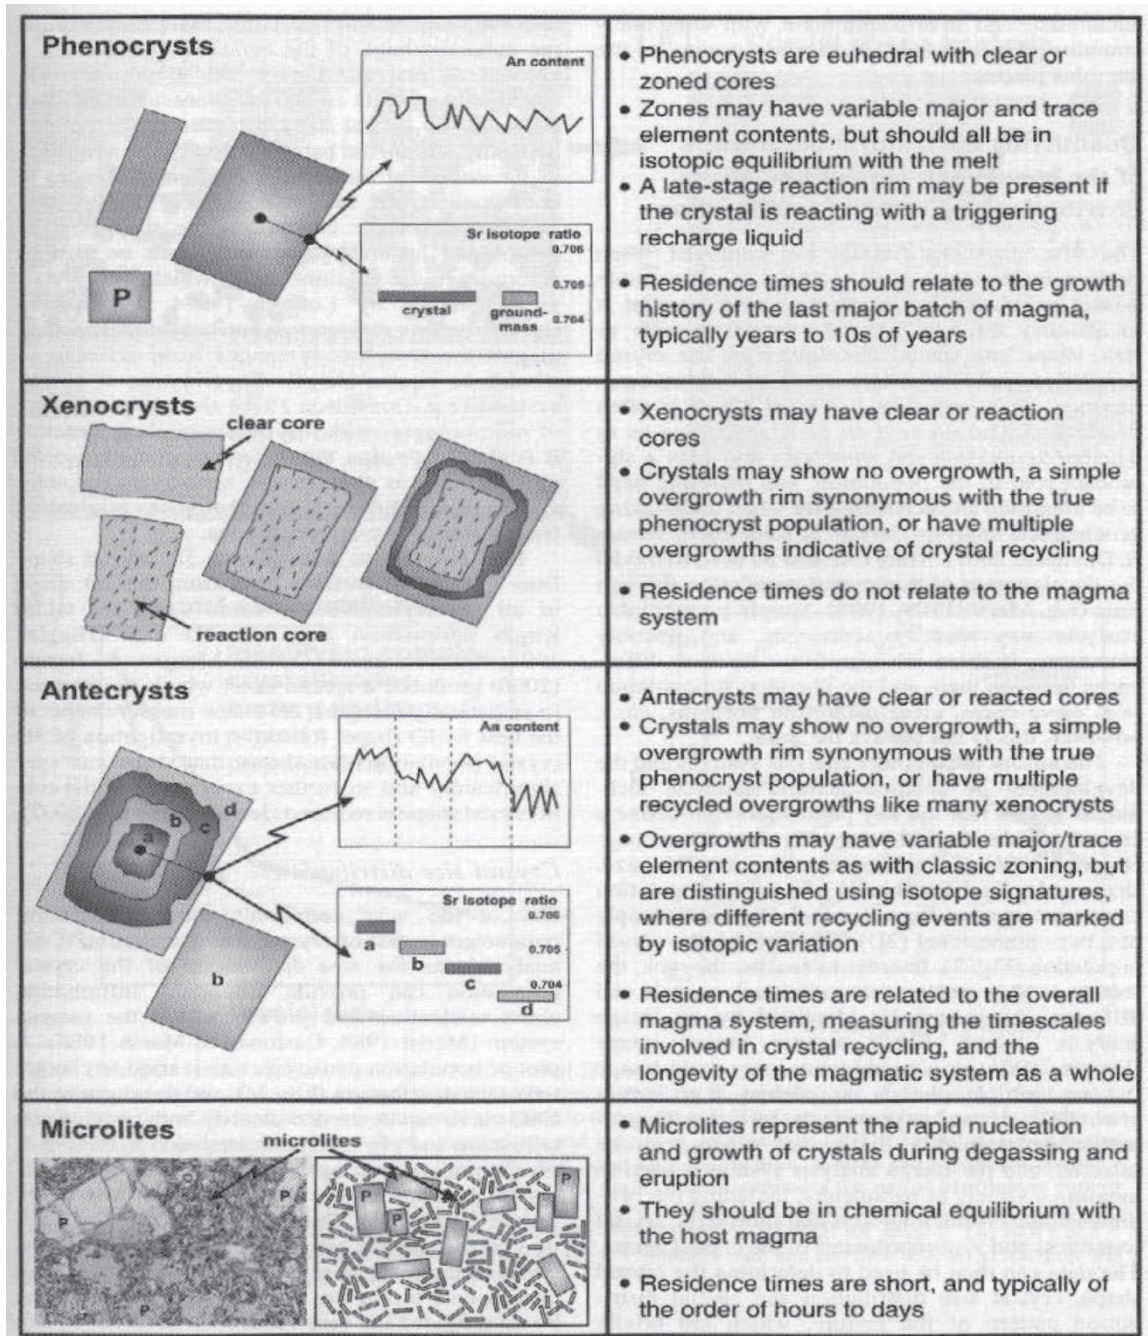 Phenocrysts
An content
P
Sr isotope ratio
0.706
0.705
0.704
crystal
ground-
mass
• Phenocrysts are euhedral with clear or
zoned cores
• Zones may have variable major and trace
element contents, but should all be in
isotopic equilibrium with the melt
• A late-stage reaction rim may be present if
the crystal is reacting with a triggering
recharge liquid
• Residence times should relate to the growth
history of the last major batch of magma,
typically years to 10s of years
Xenocrysts
clear core
reaction core
• Xenocrysts may have clear or reaction
cores
• Crystals may show no overgrowth, a simple
overgrowth rim synonymous with the true
phenocryst population, or have multiple
overgrowths indicative of crystal recycling
• Residence times do not relate to the magma
system
Antecrysts
An content
a
b
c
d
b
Sr isotope ratio
0.706
a
0.705
b
c
0.704
d
• Antecrysts may have clear or reacted cores
• Crystals may show no overgrowth, a simple
overgrowth rim synonymous with the true
phenocryst population, or have multiple
recycled overgrowths like many xenocrysts
• Overgrowths may have variable major/trace
element contents as with classic zoning, but
are distinguished using isotope signatures,
where different recycling events are marked
by isotopic variation
• Residence times are related to the overall
magma system, measuring the timescales
involved in crystal recycling, and the
longevity of the magmatic system as a whole
Microlites
microlites
P
P
P
P
P
P
P
• Microlites represent the rapid nucleation
and growth of crystals during degassing and
eruption
• They should be in chemical equilibrium with
the host magma
• Residence times are short, and typically of
the order of hours to days